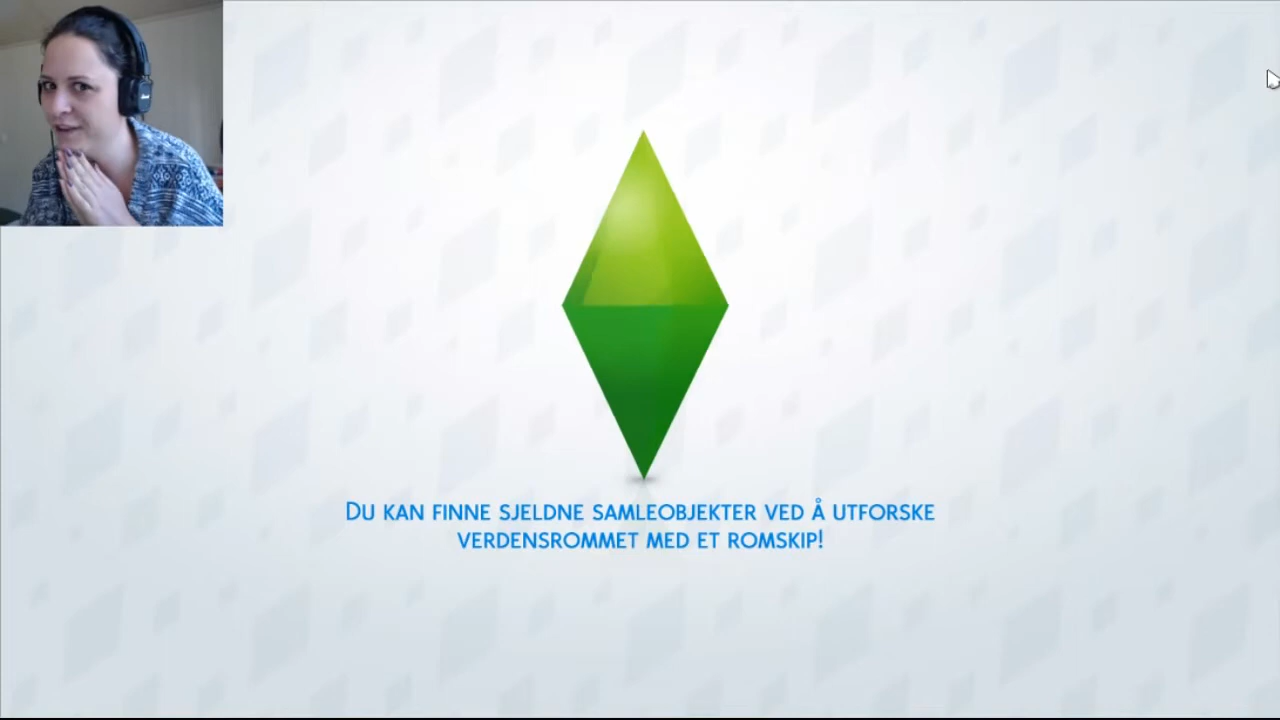 Du kan finne sjeldne samleobjekter ved å utforske
verdensrommet med et romskip!